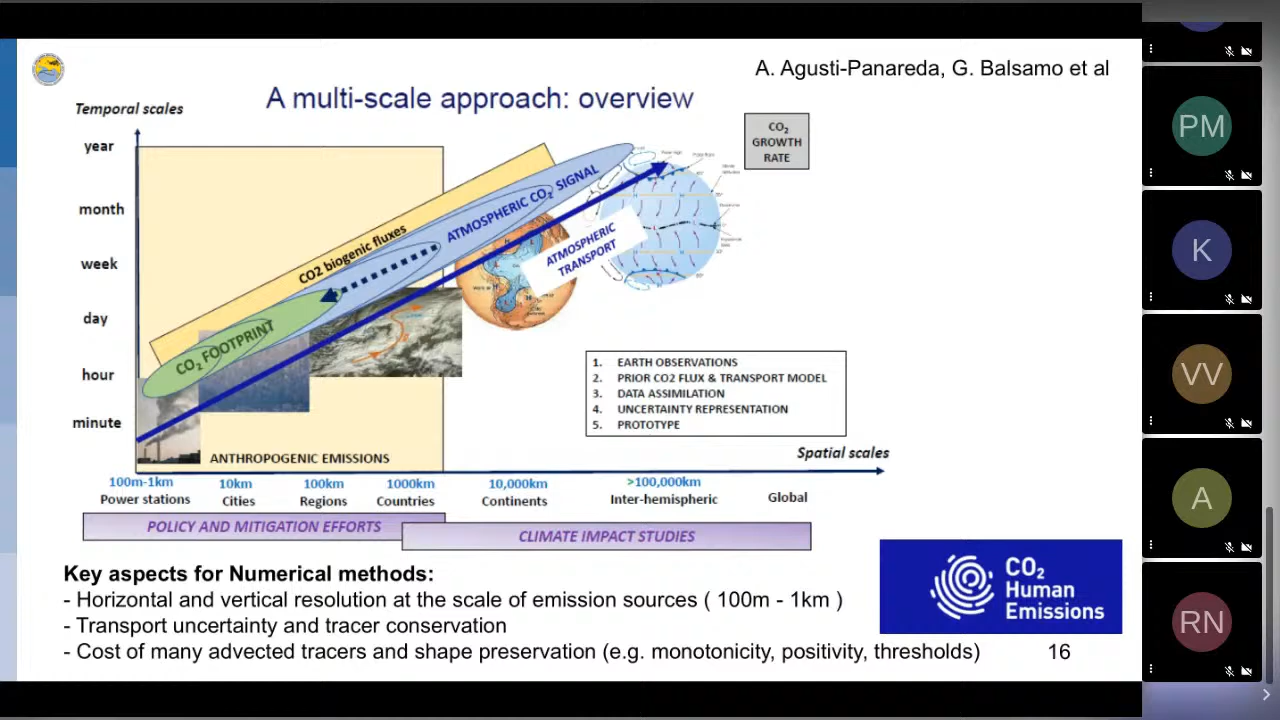 A. Agusti-Panareda, G. Balsamo et al
A multi-scale approach: overview
Temporal scales
year
month
week
day
hour
minute
CO2 GROWTH RATE
CO2 biogenic fluxes
ATMOSPHERIC CO2 SIGNAL
ATMOSPHERIC
TRANSPORT
CO2 FOOTPRINT
1. EARTH OBSERVATIONS
2. PRIOR CO2 FLUX & TRANSPORT MODEL
3. DATA ASSIMILATION
4. UNCERTAINTY REPRESENTATION
5. PROTOTYPE
ANTHROPOGENIC EMISSIONS
Spatial scales
100m-1km 10km 100km 1000km 10,000km >100,000km
Power stations Cities Regions Countries Continents Inter-hemispheric Global
POLICY AND MITIGATION EFFORTS
CLIMATE IMPACT STUDIES
Key aspects for Numerical methods:
- Horizontal and vertical resolution at the scale of emission sources ( 100m - 1km )
- Transport uncertainty and tracer conservation
- Cost of many advected tracers and shape preservation (e.g. monotonicity, positivity, thresholds)
CO2
Human
Emissions
16
PM
K
VV
A
RN